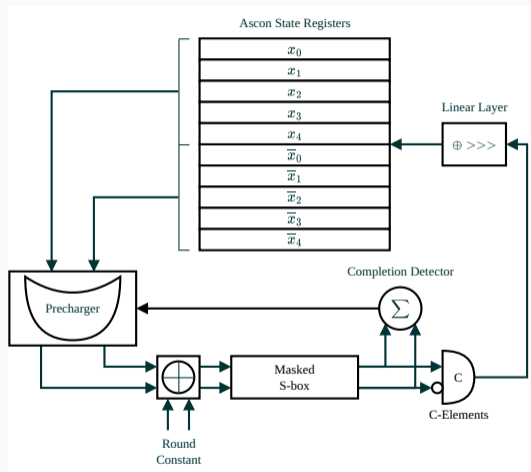 Ascon State Registers
x₀
x₁
x₂
x₃
x₄
x̅₀
x̅₁
x̅₂
x̅₃
x̅₄
Linear Layer
⊕ >>>
Completion Detector
Σ
Precharger
Masked
S-box
C
C-Elements
Round
Constant